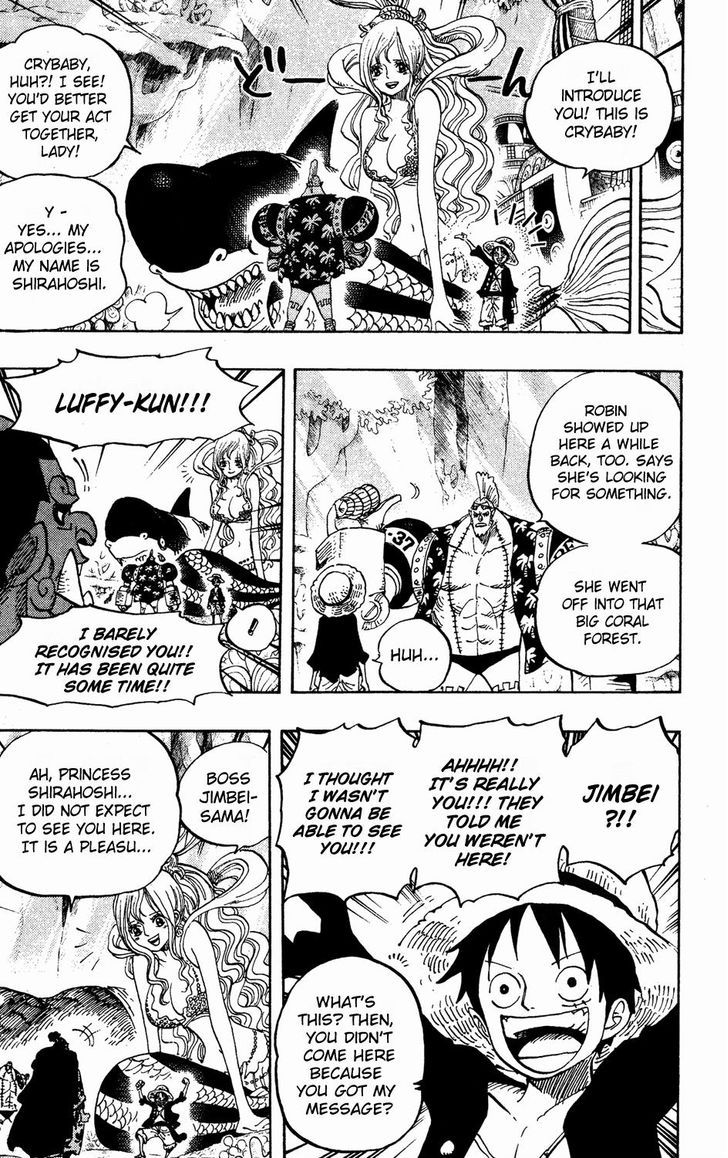 I'LL
INTRODUCE
YOU! THIS IS
CRYBABY!
ど
ー
ん
CRYBABY,
HUH?! I SEE!
YOU'D BETTER
GET YOUR ACT
TOGETHER,
LADY!
Y -
YES... MY
APOLOGIES...
MY NAME IS
SHIRAHOSHI.
ROBIN
SHOWED UP
HERE A WHILE
BACK, TOO. SAYS
SHE'S LOOKING
FOR SOMETHING.
SHE WENT
OFF INTO THAT
BIG CORAL
FOREST.
HUH...
LUFFY-KUN!!!
I BARELY
RECOGNISED YOU!!
IT HAS BEEN QUITE
SOME TIME!!
JIMBEI
?!!
AHHHH!!
IT'S REALLY
YOU!!! THEY
TOLD ME
YOU WEREN'T
HERE!
I THOUGHT
I WASN'T
GONNA BE
ABLE TO SEE
YOU!!!
WHAT'S
THIS? THEN,
YOU DIDN'T
COME HERE
BECAUSE
YOU GOT MY
MESSAGE?
BOSS
JIMBEI-
SAMA!
AH, PRINCESS
SHIRAHOSHI...
I DID NOT EXPECT
TO SEE YOU HERE.
IT IS A PLEASU...